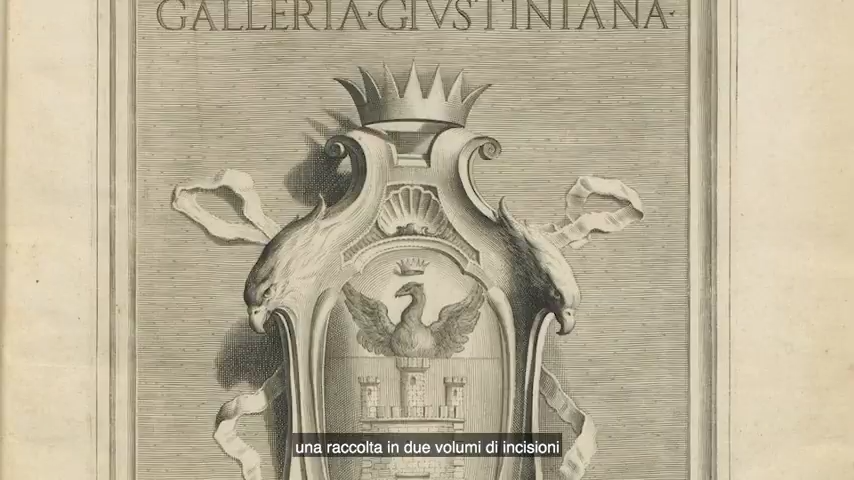 GALLERIA·GIVSTINIANA·
una raccolta in due volumi di incisioni